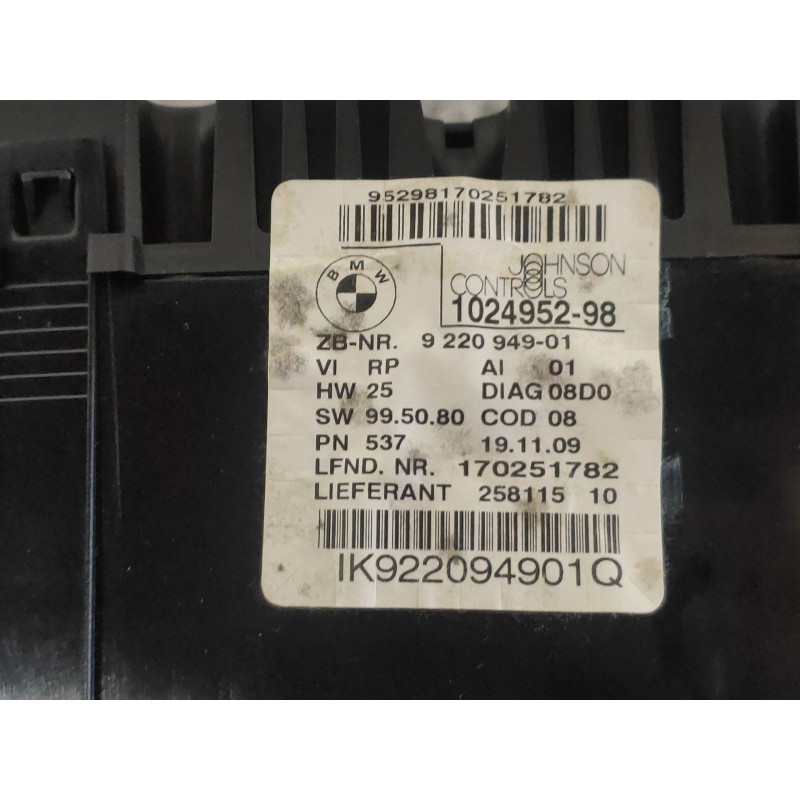 95298170251782
BMW
JOHNSON
CONTROLS
1024952-98
ZB-NR. 9 220 949-01
VI RP AI 01
HW 25 DIAG 08D0
SW 99.50.80 COD 08
PN 537 19.11.09
LFND. NR. 170251782
LIEFERANT 258115 10
IK922094901Q